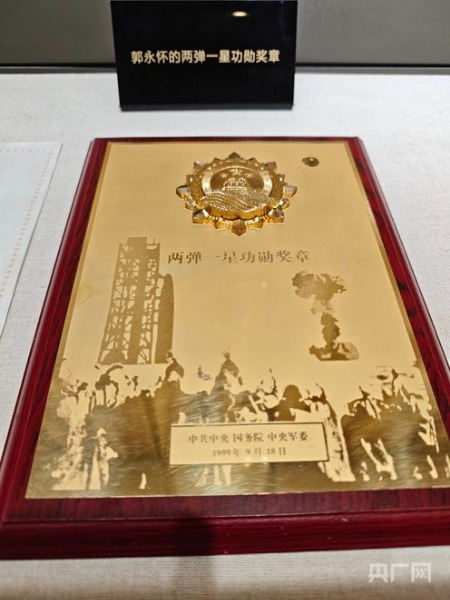 郭永怀的两弹一星功勋奖章
两弹一星功勋奖章
中共中央 国务院 中央军委
1999年9月18日
央广网